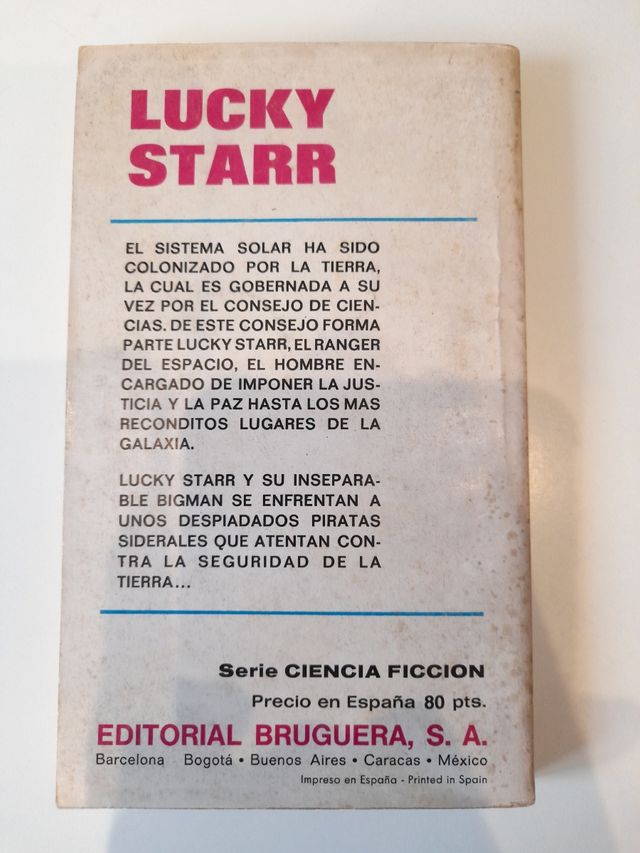 LUCKY
STARR
EL SISTEMA SOLAR HA SIDO
COLONIZADO POR LA TIERRA,
LA CUAL ES GOBERNADA A SU
VEZ POR EL CONSEJO DE CIEN-
CIAS. DE ESTE CONSEJO FORMA
PARTE LUCKY STARR, EL RANGER
DEL ESPACIO, EL HOMBRE EN-
CARGADO DE IMPONER LA JUS-
TICIA Y LA PAZ HASTA LOS MAS
RECONDITOS LUGARES DE LA
GALAXIA.
LUCKY STARR Y SU INSEPARA-
BLE BIGMAN SE ENFRENTAN A
UNOS DESPIADADOS PIRATAS
SIDERALES QUE ATENTAN CON-
TRA LA SEGURIDAD DE LA
TIERRA...
Serie CIENCIA FICCION
Precio en España 80 pts.
EDITORIAL BRUGUERA, S. A.
Barcelona Bogotá • Buenos Aires • Caracas • México
Impreso en España - Printed in Spain